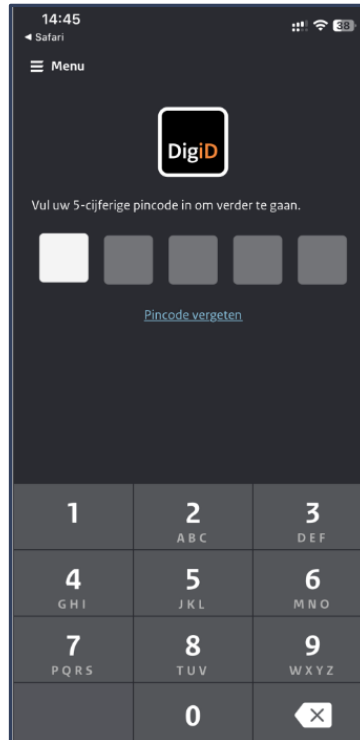 14:45
38
◄ Safari
Menu
DigiD
Vul uw 5-cijferige pincode in om verder te gaan.
Pincode vergeten
1 2 3
ABC DEF
4 5 6
GHI JKL MNO
7 8 9
PQRS TUV WXYZ
0